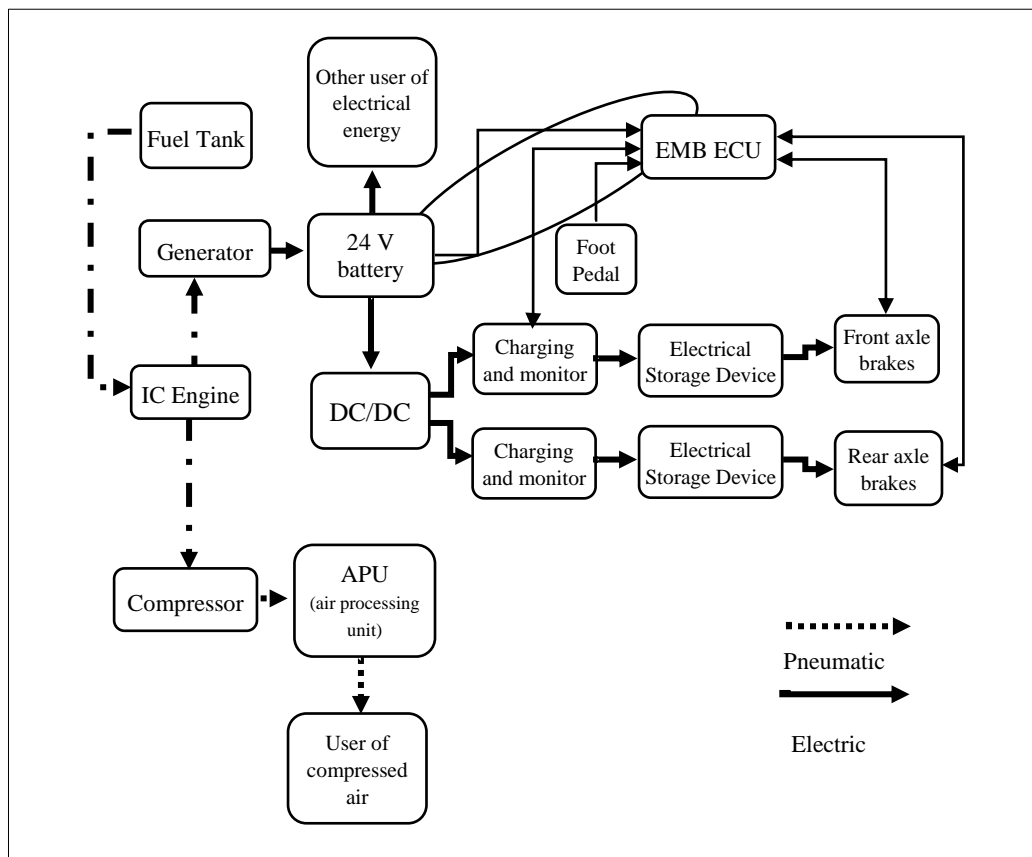 Other user of
electrical
energy
Fuel Tank
EMB ECU
Generator
24 V
battery
Foot
Pedal
Charging
and monitor
Electrical
Storage Device
Front axle
brakes
IC Engine
DC/DC
Charging
and monitor
Electrical
Storage Device
Rear axle
brakes
Compressor
APU
(air processing
unit)
User of
compressed
air
Pneumatic
Electric